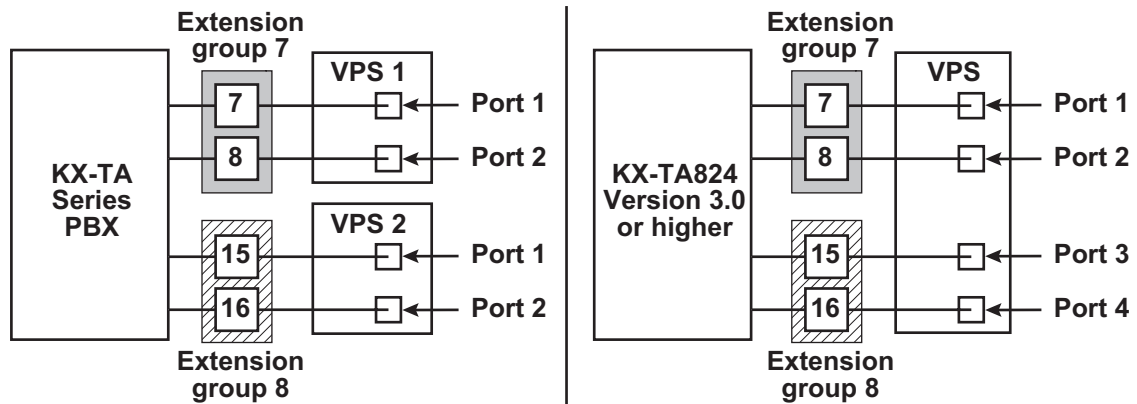 Extension
group 7
VPS 1
7
Port 1
8
Port 2
KX-TA
Series
PBX
VPS 2
15
Port 1
16
Port 2
Extension
group 8
Extension
group 7
VPS
7
Port 1
8
Port 2
KX-TA824
Version 3.0
or higher
15
Port 3
16
Port 4
Extension
group 8